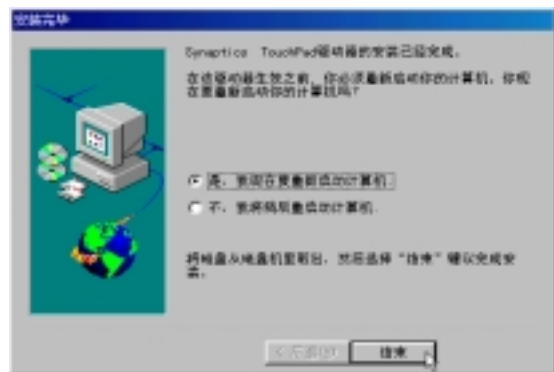 安装完毕
Synaptics TouchPad驱动器的安装已经完成。
在这驱动器生效之前，你必须重新启动你的计算机。你现
在要重新启动你的计算机吗？
是，我现在要重新启动计算机.
不，我将稍后重启动计算机.
将磁盘从磁盘机里取出，然后选择“结束”键以完成安
装。
结束